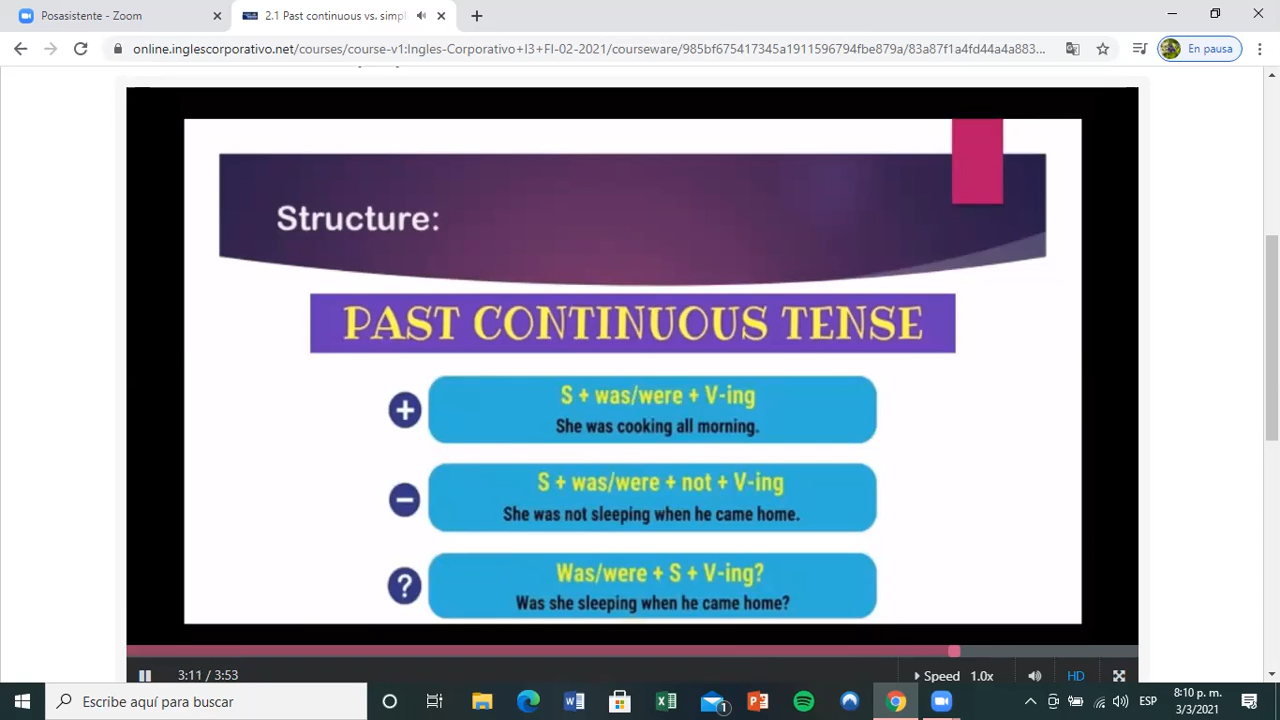 Posasistente - Zoom
2.1 Past continuous vs. simpl
online.inglescorporativo.net/courses/course-v1:Ingles-Corporativo+I3+FI-02-2021/courseware/985bf675417345a1911596794fbe879a/83a87f1a4fd44a4a883...
En pausa
Structure:
PAST CONTINUOUS TENSE
+ S + was/were + V-ing
She was cooking all morning.
− S + was/were + not + V-ing
She was not sleeping when he came home.
? Was/were + S + V-ing?
Was she sleeping when he came home?
3:11 / 3:53
Speed 1.0x
HD
Escribe aquí para buscar
1
ESP
8:10 p. m.
3/3/2021